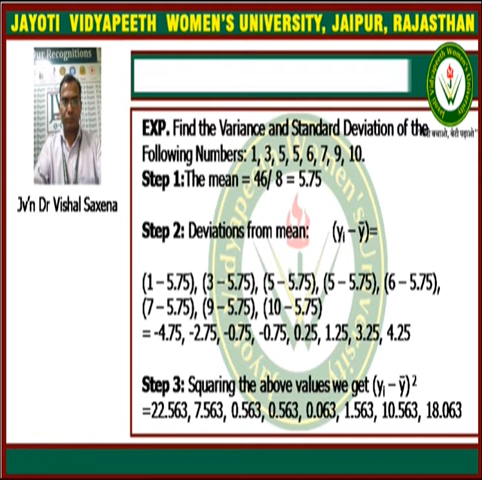 JAYOTI VIDYAPEETH WOMEN'S UNIVERSITY, JAIPUR, RAJASTHAN
Our Recognitions
Jv'n Dr Vishal Saxena
EXP. Find the Variance and Standard Deviation of the
Following Numbers: 1, 3, 5, 5, 6, 7, 9, 10.
Step 1:The mean = 46/ 8 = 5.75
Step 2: Deviations from mean: (yᵢ – ȳ)=
(1 – 5.75), (3 – 5.75), (5 – 5.75), (5 – 5.75), (6 – 5.75),
(7 – 5.75), (9 – 5.75), (10 – 5.75)
= -4.75, -2.75, -0.75, -0.75, 0.25, 1.25, 3.25, 4.25
Step 3: Squaring the above values we get (yᵢ – ȳ) ²
=22.563, 7.563, 0.563, 0.563, 0.063, 1.563, 10.563, 18.063